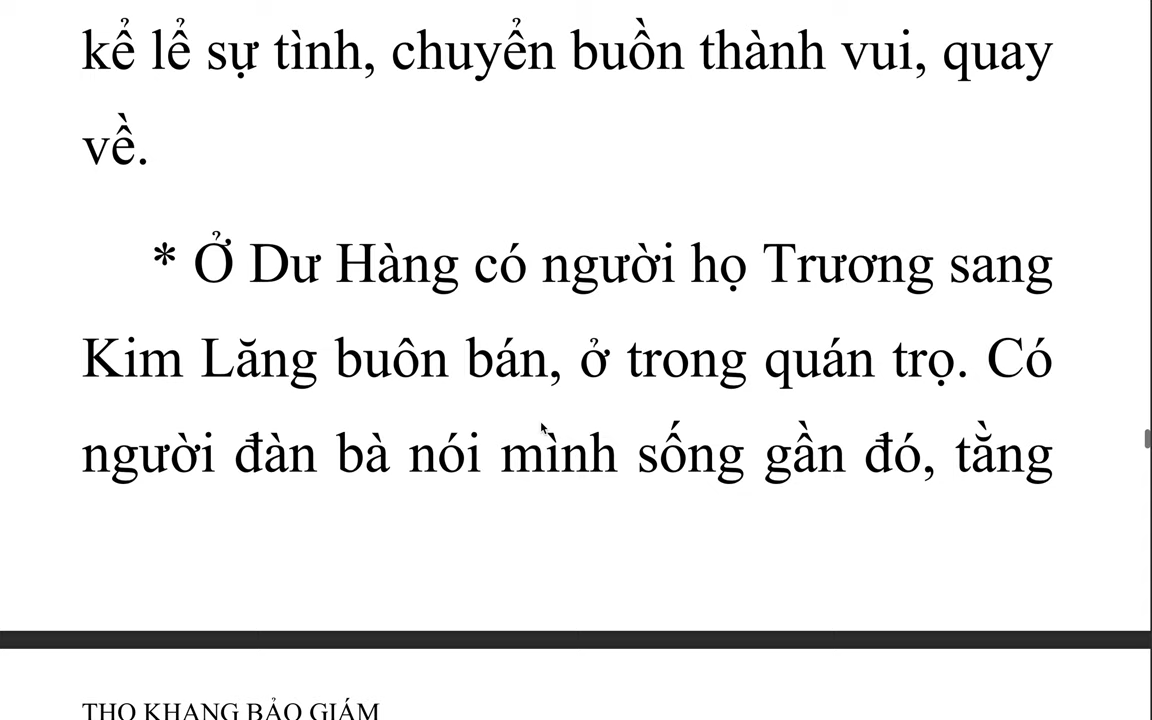 kể lể sự tình, chuyển buồn thành vui, quay
về.
* Ở Dư Hàng có người họ Trương sang
Kim Lăng buôn bán, ở trong quán trọ. Có
người đàn bà nói mình sống gần đó, tằng
THỌ KHANG BẢO GIÁM